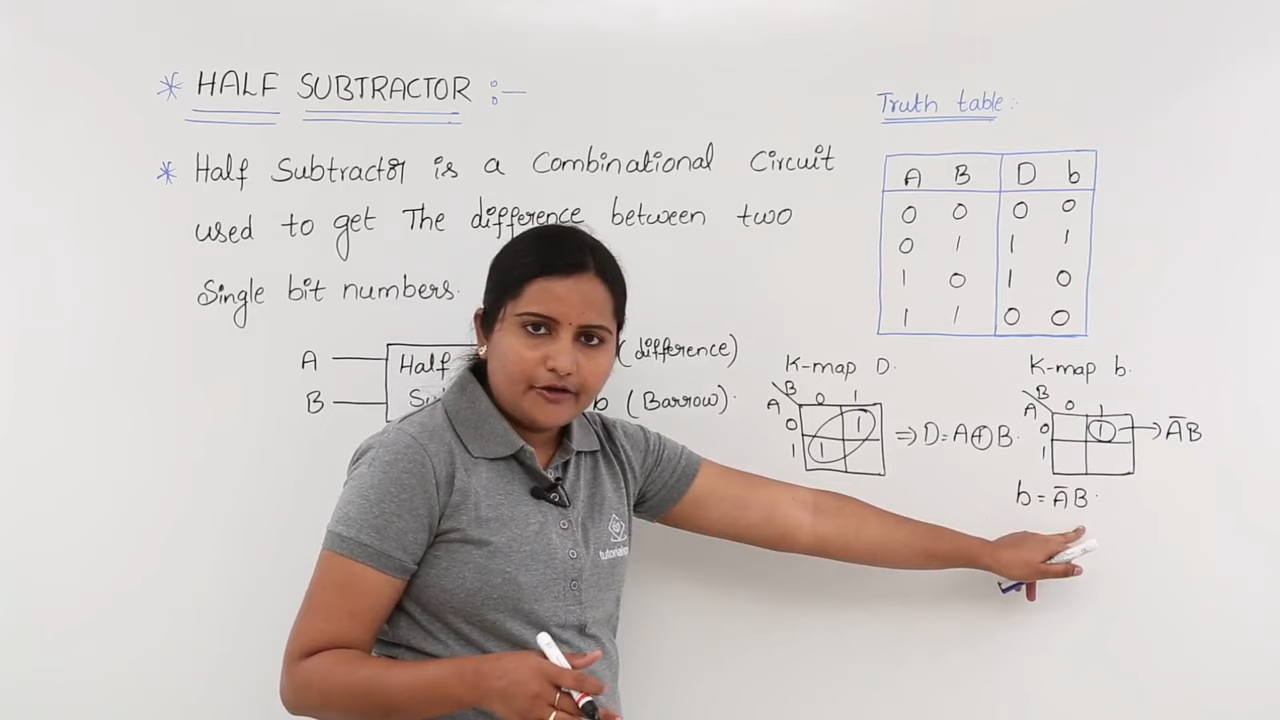 * HALF SUBTRACTOR :-
* Half Subtractor is a Combinational Circuit
used to get The difference between two
Single bit numbers.
A
B
Half
(difference)
b (Barrow).
Truth table :-
A B D b
0 0 0 0
0 1 1 1
1 0 1 0
1 1 0 0
K-map D.
B
A 0 1
0 1
1 1
⇒ D = A⊕B.
K-map b.
B
A 0 1
0 1 → A̅B
1
b = A̅B.